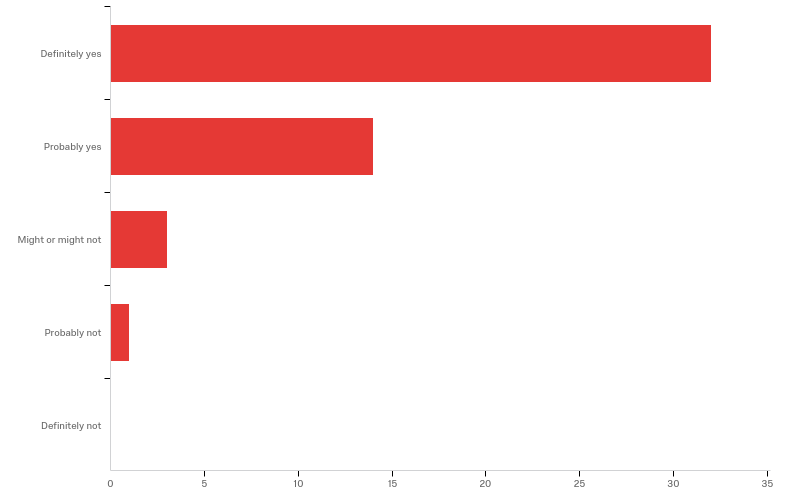 Definitely yes
Probably yes
Might or might not
Probably not
Definitely not
0 5 10 15 20 25 30 35